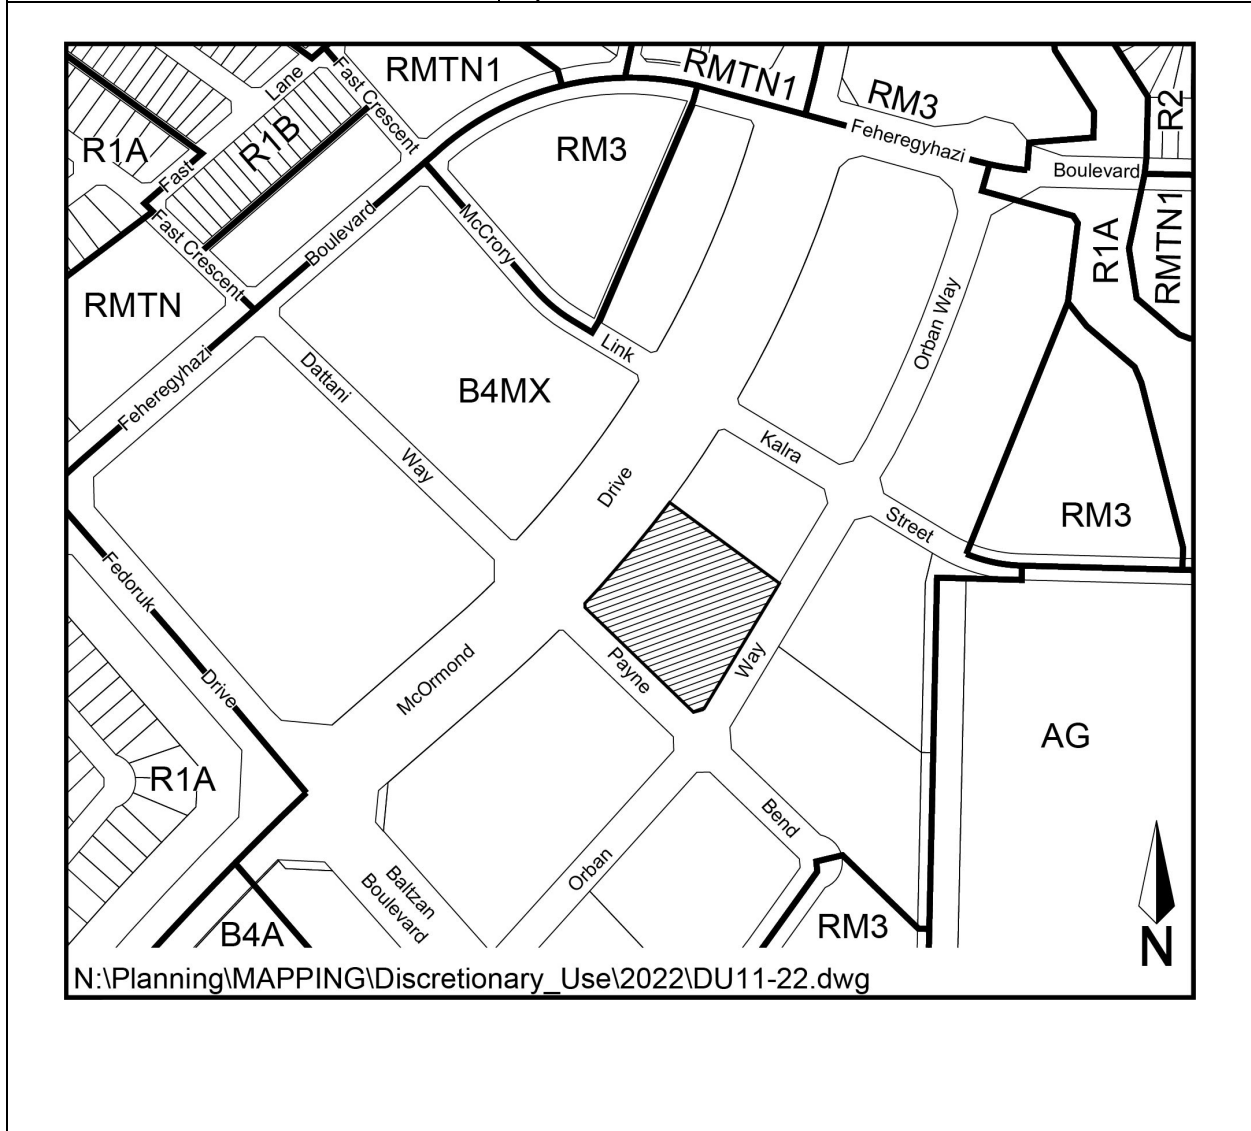 RMTN1
RMTN1
RM3
R2
Lane
Fast Crescent
R1A
R1B
RM3
Feheregyhazi
Boulevard
Fast
Fast Crescent
Boulevard
McCrory
R1A
RMTN1
RMTN
Link
Orban Way
Feheregyhazi
Dattani
Way
B4MX
Kalra
Drive
Street
RM3
Fedoruk
Drive
McOrmond
Payne
Way
AG
R1A
Bend
Orban
Baltzan
Boulevard
B4A
RM3
N
N:\Planning\MAPPING\Discretionary_Use\2022\DU11-22.dwg